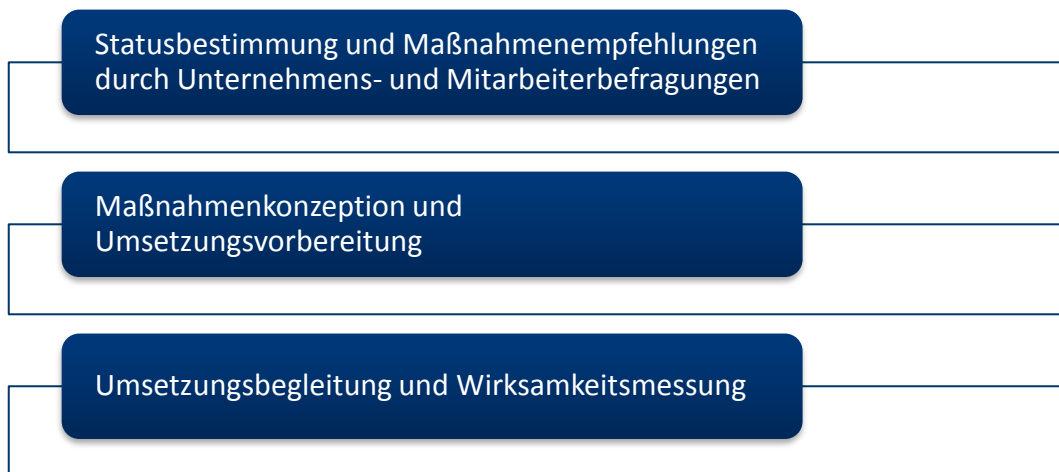 Statusbestimmung und Maßnahmenempfehlungen
durch Unternehmens- und Mitarbeiterbefragungen
Maßnahmenkonzeption und
Umsetzungsvorbereitung
Umsetzungsbegleitung und Wirksamkeitsmessung